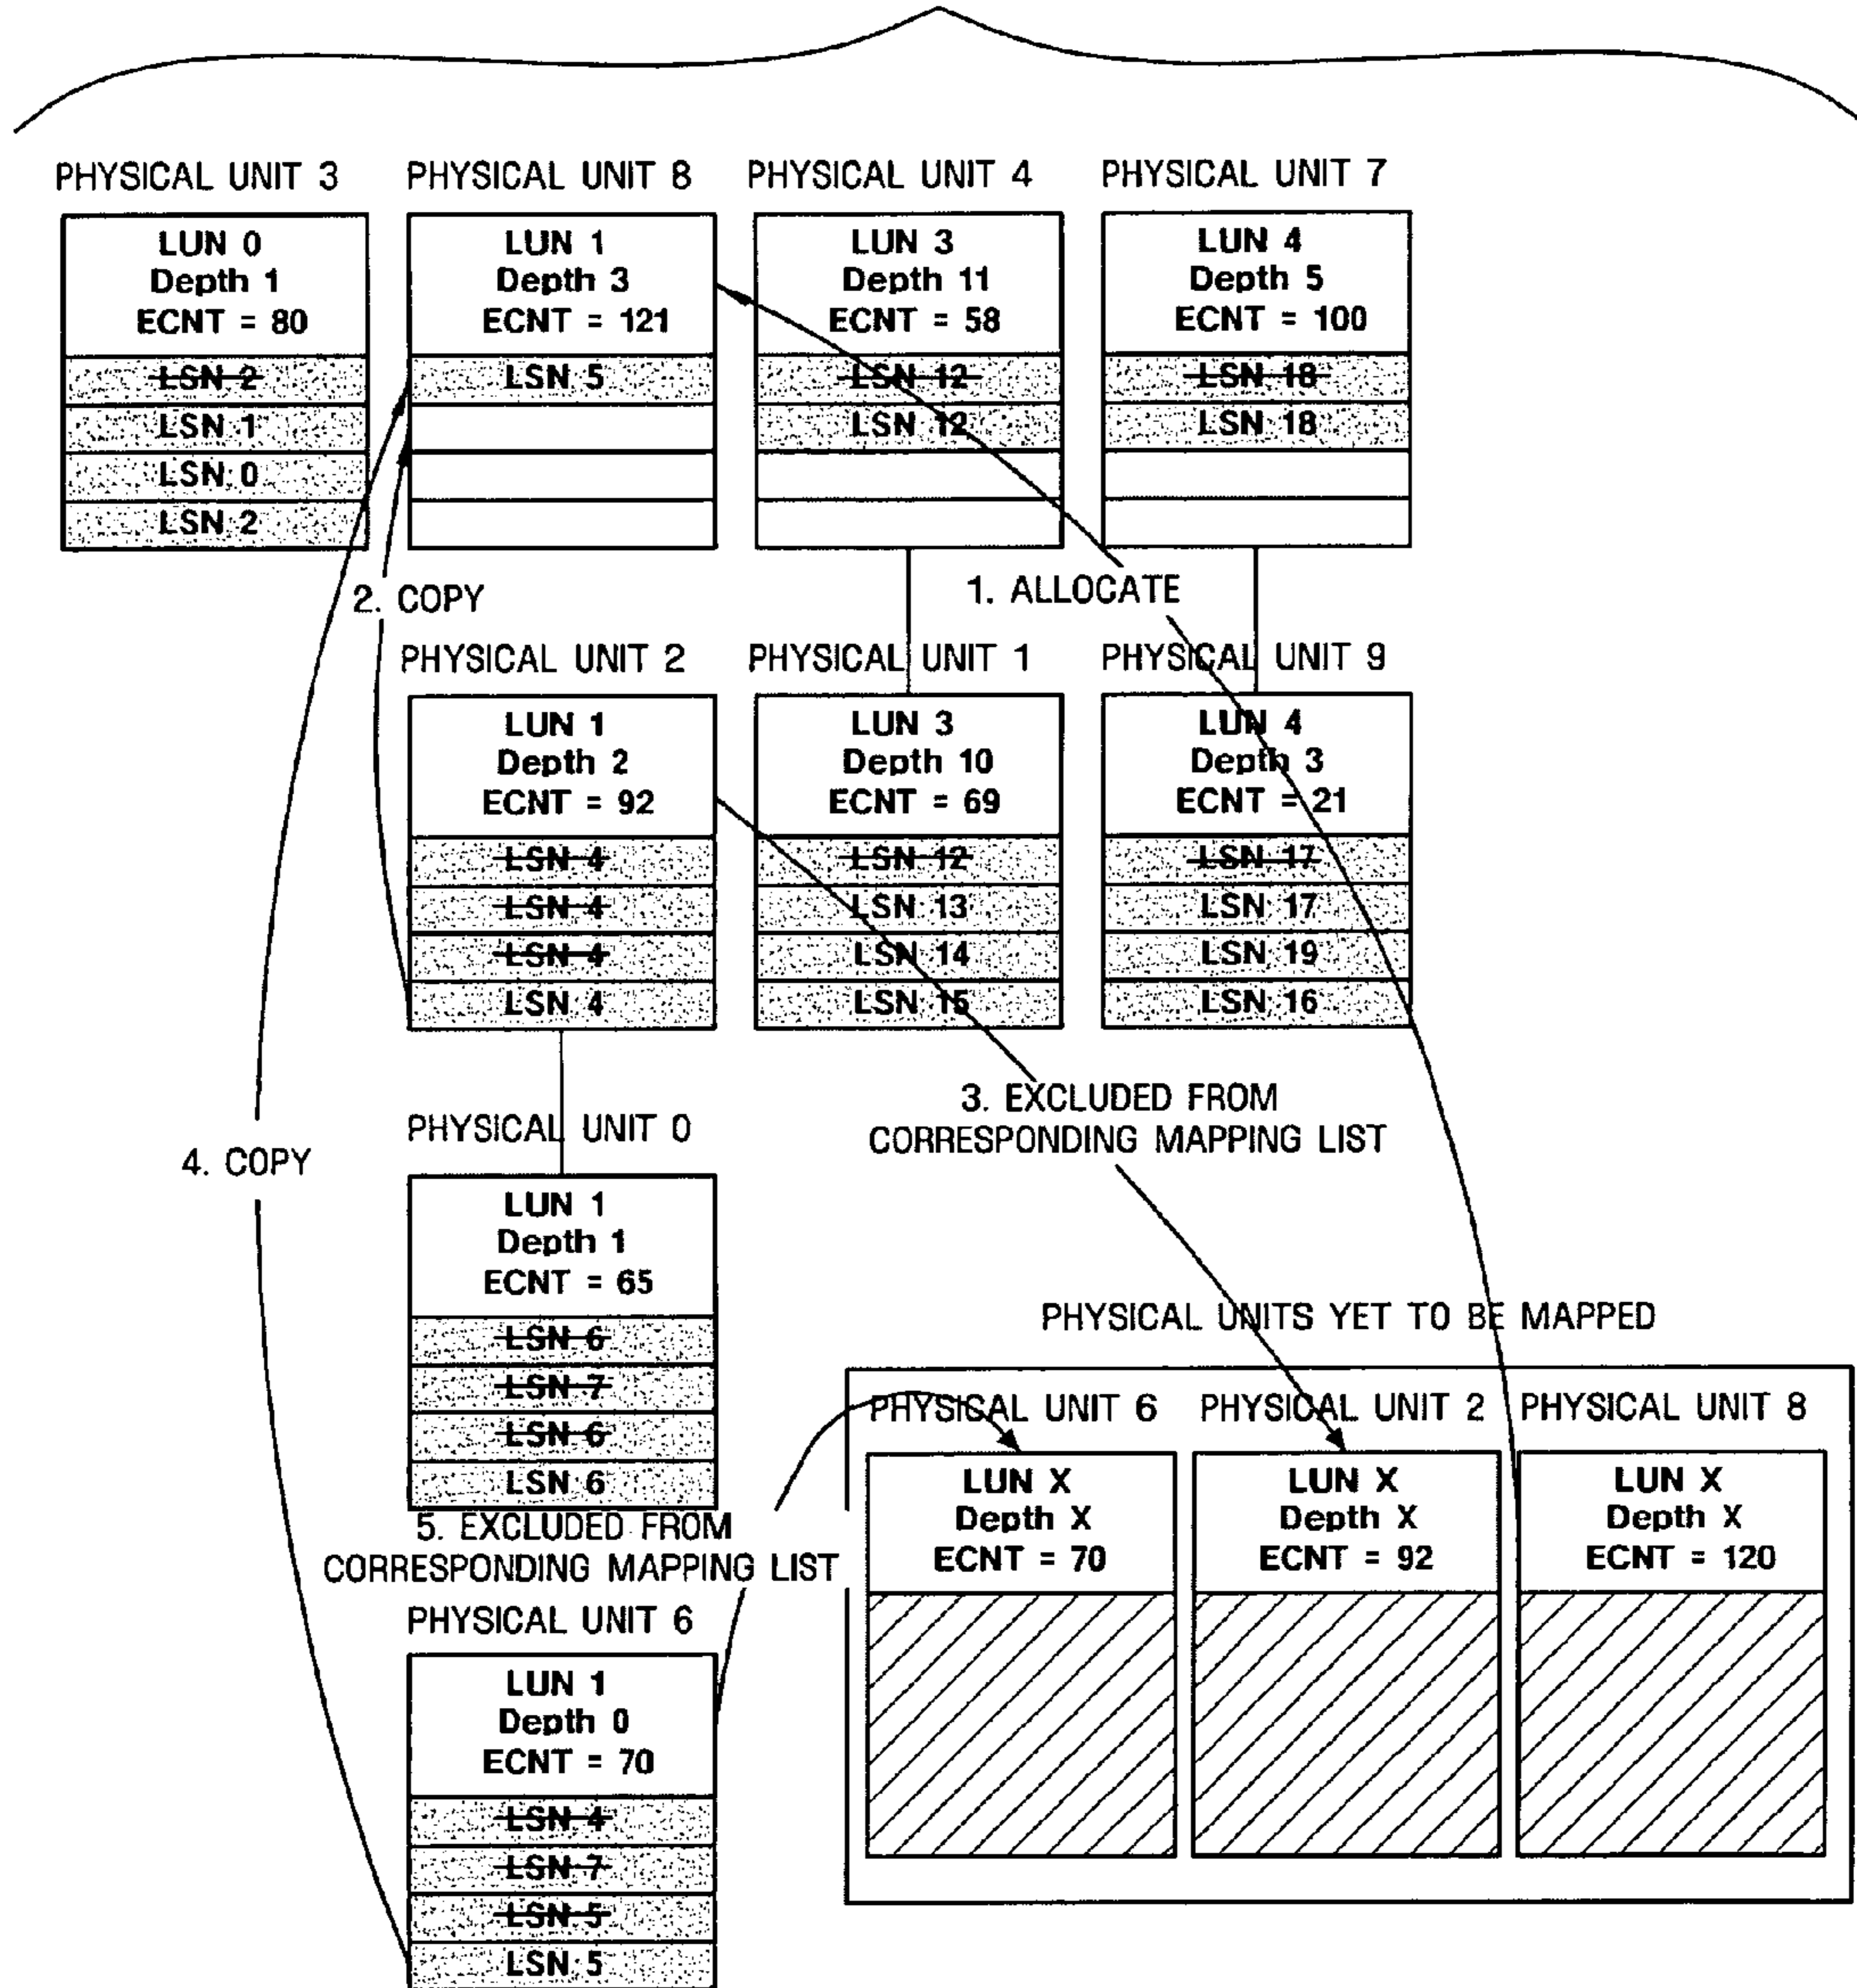 PHYSICAL UNIT 3
LUN 0
Depth 1
ECNT = 80
LSN 2
LSN 1
LSN 0
LSN 2
PHYSICAL UNIT 8
LUN 1
Depth 3
ECNT = 121
LSN 5
PHYSICAL UNIT 4
LUN 3
Depth 11
ECNT = 58
LSN 12
LSN 12
PHYSICAL UNIT 7
LUN 4
Depth 5
ECNT = 100
LSN 18
LSN 18
2. COPY
1. ALLOCATE
PHYSICAL UNIT 2
LUN 1
Depth 2
ECNT = 92
LSN 4
LSN 4
LSN 4
LSN 4
PHYSICAL UNIT 1
LUN 3
Depth 10
ECNT = 69
LSN 12
LSN 13
LSN 14
LSN 15
PHYSICAL UNIT 9
LUN 4
Depth 3
ECNT = 21
LSN 17
LSN 17
LSN 19
LSN 16
3. EXCLUDED FROM
CORRESPONDING MAPPING LIST
4. COPY
PHYSICAL UNIT 0
LUN 1
Depth 1
ECNT = 65
LSN 6
LSN 7
LSN 6
LSN 6
5. EXCLUDED FROM
CORRESPONDING MAPPING LIST
PHYSICAL UNIT 6
LUN 1
Depth 0
ECNT = 70
LSN 4
LSN 7
LSN 5
LSN 5
PHYSICAL UNITS YET TO BE MAPPED
PHYSICAL UNIT 6
LUN X
Depth X
ECNT = 70
PHYSICAL UNIT 2
LUN X
Depth X
ECNT = 92
PHYSICAL UNIT 8
LUN X
Depth X
ECNT = 120